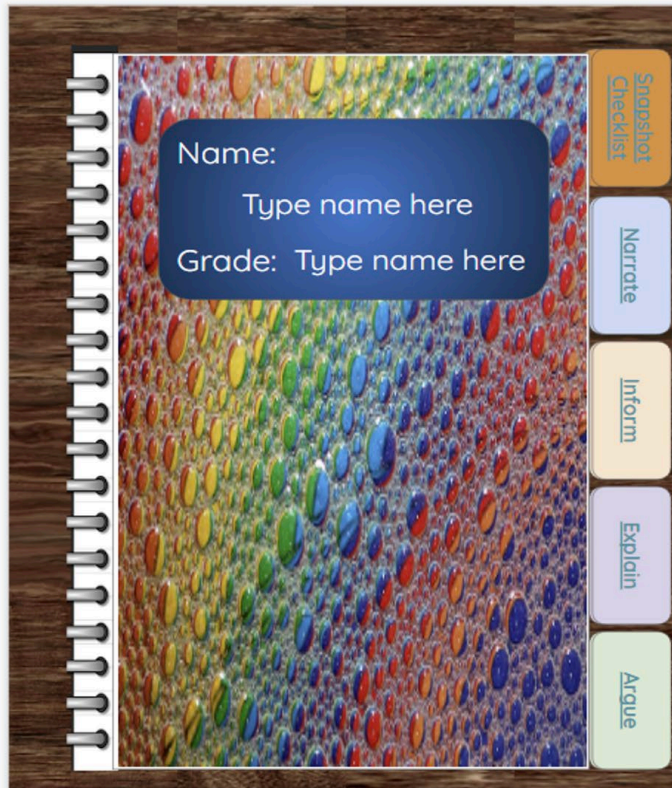 Name:
Type name here
Grade: Type name here
Snapshot
Checklist
Narrate
Inform
Explain
Argue